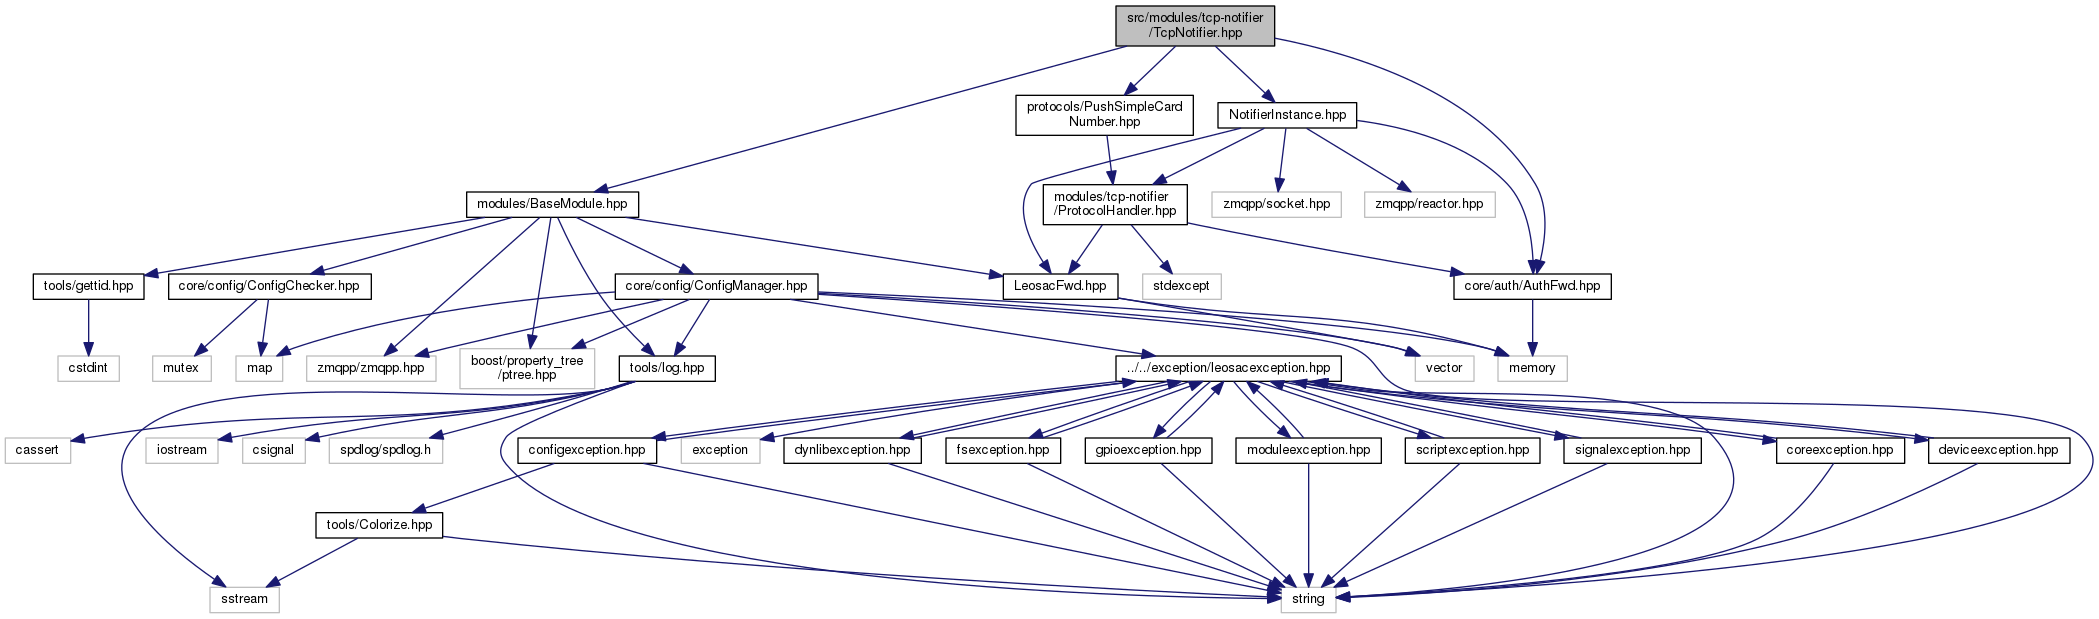 src/modules/tcp-notifier
/TcpNotifier.hpp
protocols/PushSimpleCard
Number.hpp
NotifierInstance.hpp
modules/BaseModule.hpp
modules/tcp-notifier
/ProtocolHandler.hpp
zmqpp/socket.hpp
zmqpp/reactor.hpp
tools/gettid.hpp
core/config/ConfigChecker.hpp
core/config/ConfigManager.hpp
LeosacFwd.hpp
stdexcept
core/auth/AuthFwd.hpp
cstdint
mutex
map
zmqpp/zmqpp.hpp
boost/property_tree
/ptree.hpp
tools/log.hpp
../../exception/leosacexception.hpp
vector
memory
cassert
iostream
csignal
spdlog/spdlog.h
configexception.hpp
exception
dynlibexception.hpp
fsexception.hpp
gpioexception.hpp
moduleexception.hpp
scriptexception.hpp
signalexception.hpp
coreexception.hpp
deviceexception.hpp
tools/Colorize.hpp
sstream
string